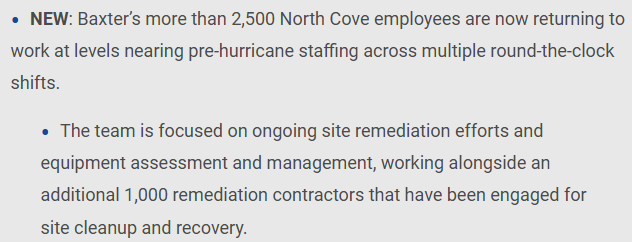 • NEW: Baxter’s more than 2,500 North Cove employees are now returning to
work at levels nearing pre-hurricane staffing across multiple round-the-clock
shifts.
• The team is focused on ongoing site remediation efforts and
equipment assessment and management, working alongside an
additional 1,000 remediation contractors that have been engaged for
site cleanup and recovery.